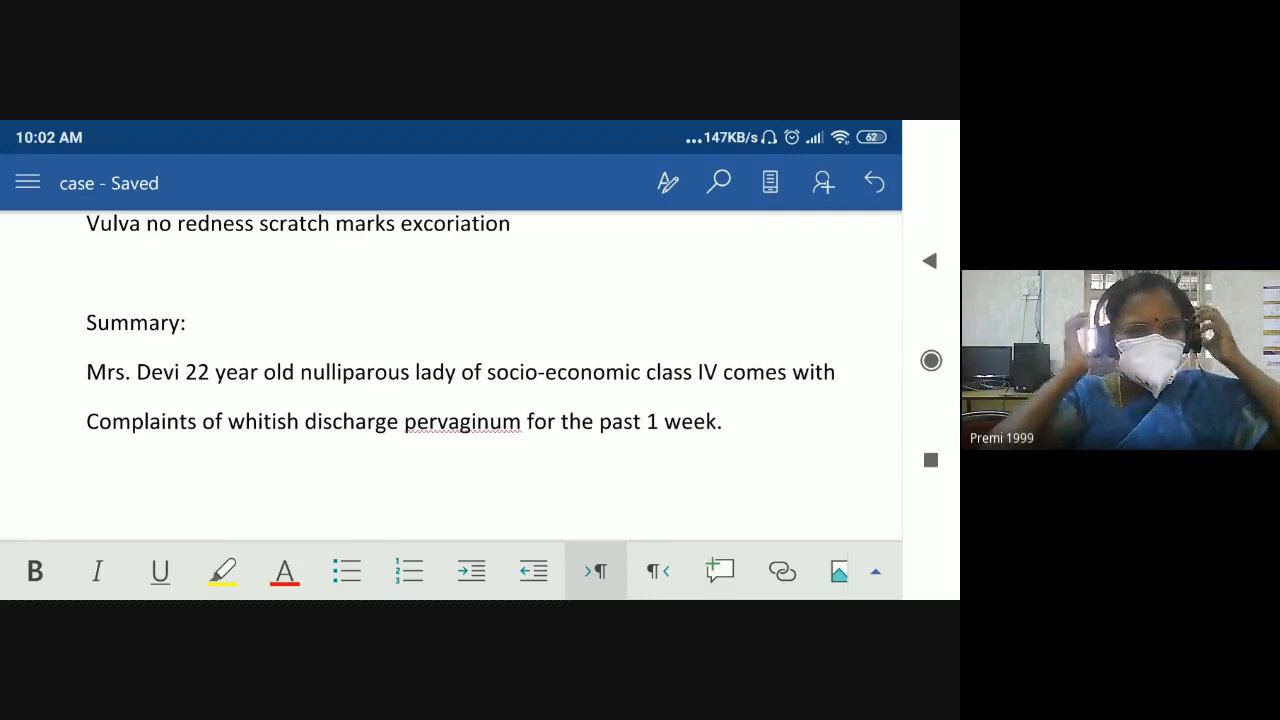 10:02 AM
...147KB/s
62
case - Saved
Vulva no redness scratch marks excoriation
Summary:
Mrs. Devi 22 year old nulliparous lady of socio-economic class IV comes with
Complaints of whitish discharge pervaginum for the past 1 week.
B I U A
Premi 1999